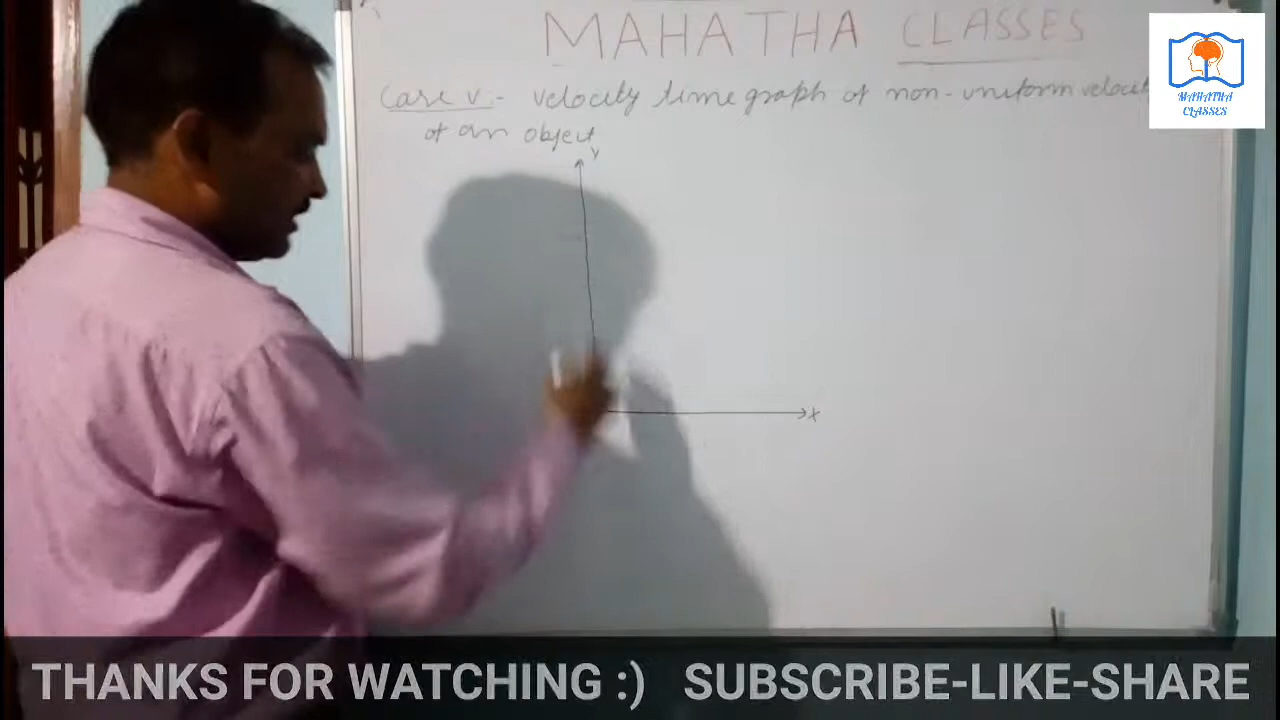 MAHATHA CLASSES
Case V:- Velocity time graph of non-uniform
of an object
Y
X
MAHATHA
CLASSES
THANKS FOR WATCHING :) SUBSCRIBE-LIKE-SHARE